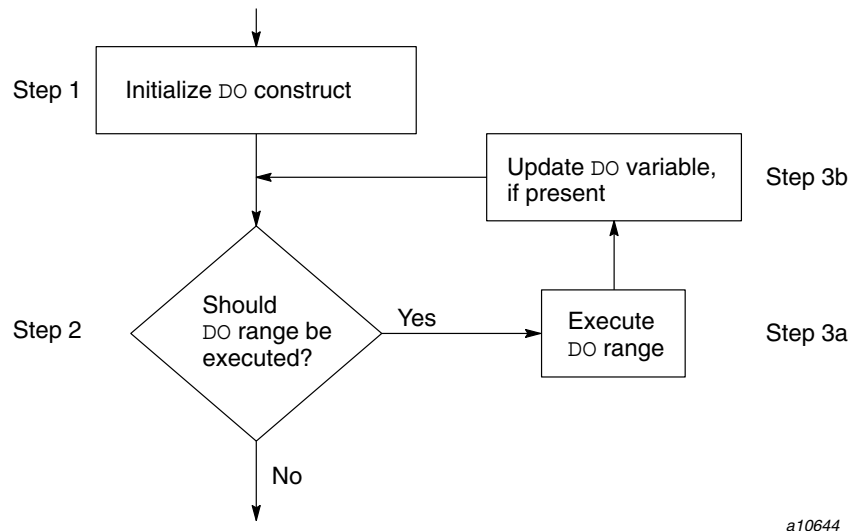 Step 1
Initialize DO construct
Update DO variable,
if present
Step 3b
Step 2
Should
DO range be
executed?
Yes
Execute
DO range
Step 3a
No
a10644